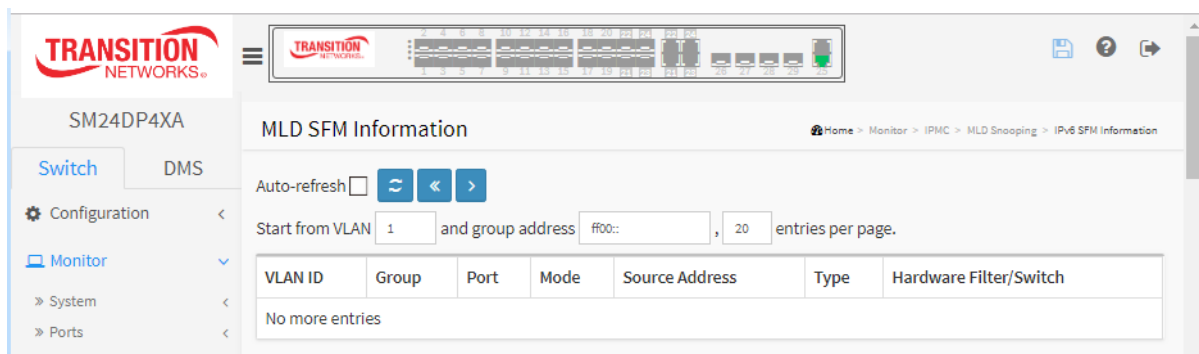 TRANSITION
NETWORKS®
TRANSITION
NETWORKS
2 4 6 8 10 12 14 16 18 20
1 3 5 7 9 11 13 15 17 19 26 27 28 29 25
SM24DP4XA
Switch DMS
Configuration
Monitor
» System
» Ports
MLD SFM Information
Home > Monitor > IPMC > MLD Snooping > IPv6 SFM Information
Auto-refresh
Start from VLAN 1 and group address ff00:: , 20 entries per page.
VLAN ID Group Port Mode Source Address Type Hardware Filter/Switch
No more entries